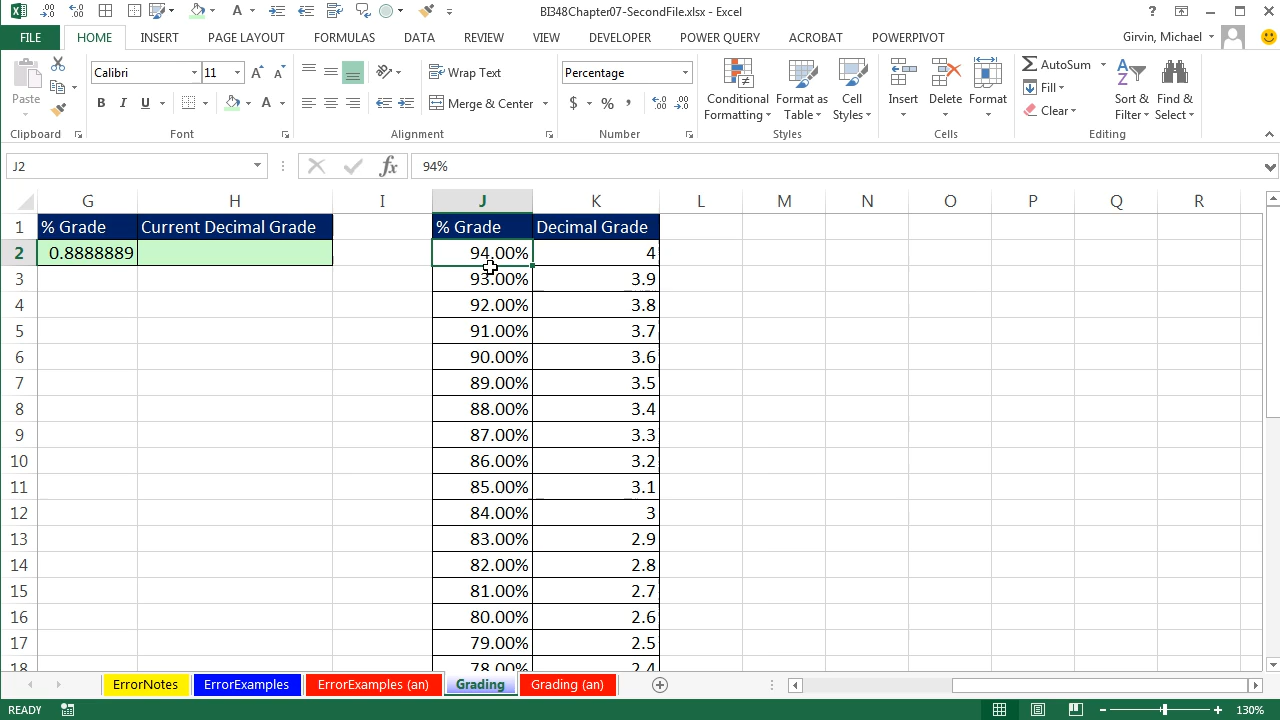 BI348Chapter07-SecondFile.xlsx - Excel
FILE HOME INSERT PAGE LAYOUT FORMULAS DATA REVIEW VIEW DEVELOPER POWER QUERY ACROBAT POWERPIVOT Girvin, Michael
Paste
Clipboard
Calibri 11
B I U A
Font
Wrap Text
Merge & Center
Alignment
Percentage
$ % ,
Number
Conditional Formatting
Format as Table
Cell Styles
Styles
Insert Delete Format
Cells
AutoSum
Fill
Clear
Sort & Filter
Find & Select
Editing
J2 fx 94%
G H I J K L M N O P Q R
1 % Grade Current Decimal Grade % Grade Decimal Grade
2 0.8888889 94.00% 4
3 93.00% 3.9
4 92.00% 3.8
5 91.00% 3.7
6 90.00% 3.6
7 89.00% 3.5
8 88.00% 3.4
9 87.00% 3.3
10 86.00% 3.2
11 85.00% 3.1
12 84.00% 3
13 83.00% 2.9
14 82.00% 2.8
15 81.00% 2.7
16 80.00% 2.6
17 79.00% 2.5
18 78.00% 2.4
ErrorNotes ErrorExamples ErrorExamples (an) Grading Grading (an)
READY 130%